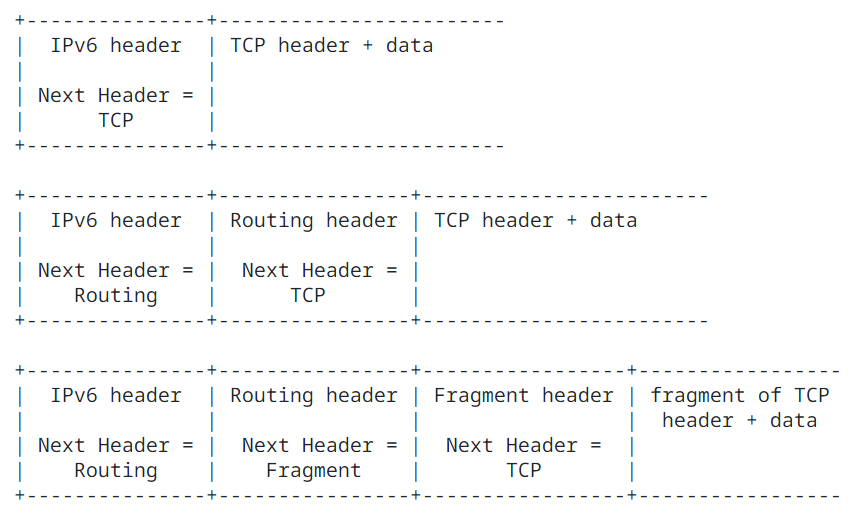 +---------------+------------------------
|  IPv6 header  | TCP header + data
|               |
| Next Header = |
|      TCP      |
+---------------+------------------------

+---------------+----------------+------------------------
|  IPv6 header  | Routing header | TCP header + data
|               |                |
| Next Header = |  Next Header = |
|    Routing    |      TCP       |
+---------------+----------------+------------------------

+---------------+----------------+-----------------+-----------------
|  IPv6 header  | Routing header | Fragment header | fragment of TCP
|               |                |                 |  header + data
| Next Header = |  Next Header = |  Next Header =  |
|    Routing    |    Fragment    |       TCP       |
+---------------+----------------+-----------------+-----------------